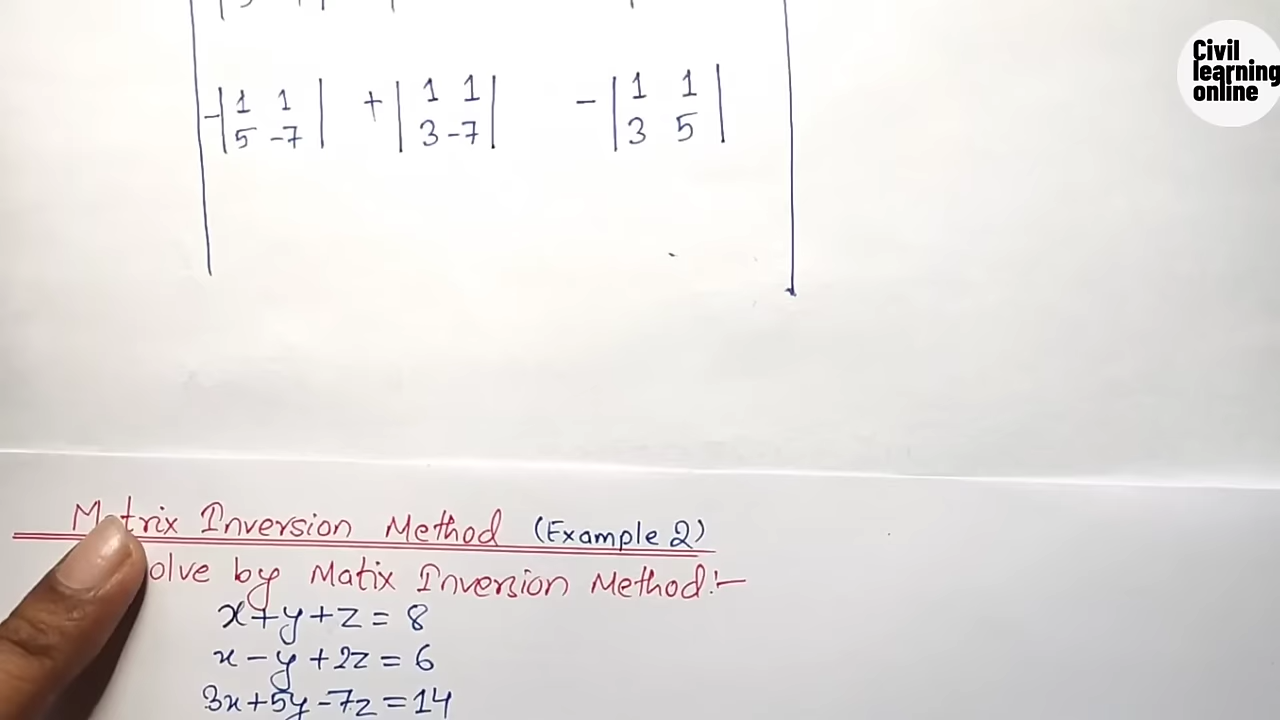 Civil
learning
online
-|1 1| +|1 1| -|1 1|
|5 -7| |3 -7| |3 5|
Matrix Inversion Method (Example 2)
olve by Matix Inversion Method:-
x+y+z=8
x-y+2z=6
3x+5y-7z=14